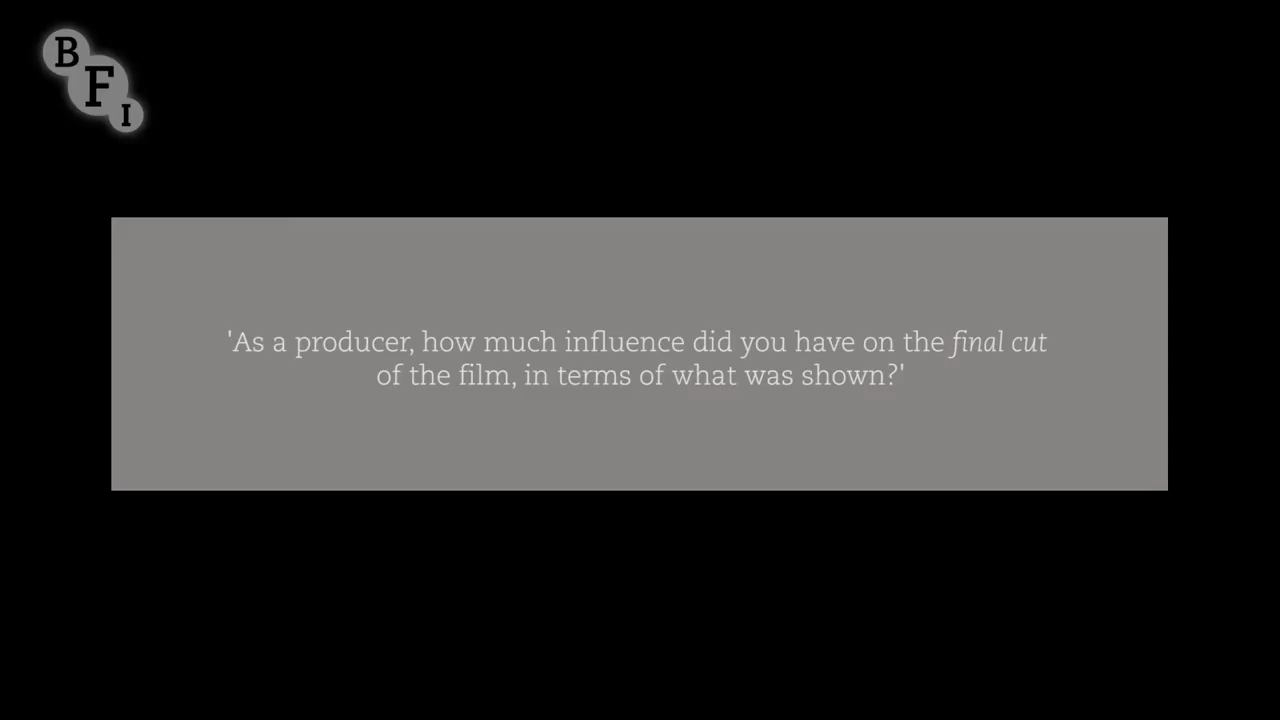 BFI
'As a producer, how much influence did you have on the final cut
of the film, in terms of what was shown?'